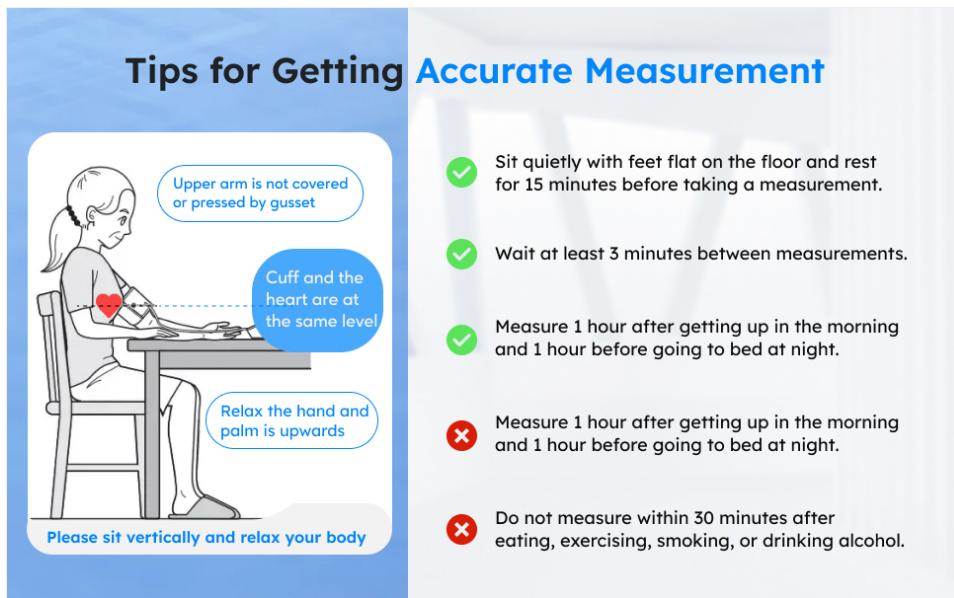 Tips for Getting Accurate Measurement
Upper arm is not covered
or pressed by gusset
Cuff and the
heart are at
the same level
Relax the hand and
palm is upwards
Please sit vertically and relax your body
Sit quietly with feet flat on the floor and rest
for 15 minutes before taking a measurement.
Wait at least 3 minutes between measurements.
Measure 1 hour after getting up in the morning
and 1 hour before going to bed at night.
Measure 1 hour after getting up in the morning
and 1 hour before going to bed at night.
Do not measure within 30 minutes after
eating, exercising, smoking, or drinking alcohol.